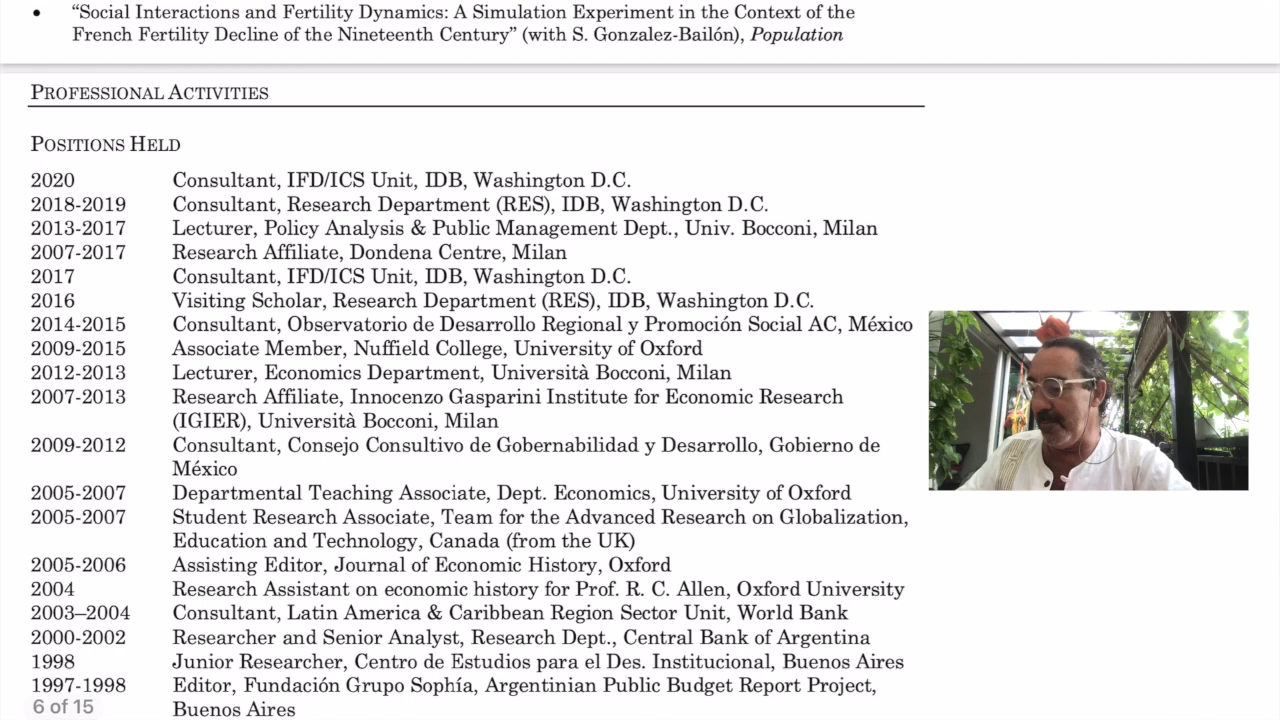 • “Social Interactions and Fertility Dynamics: A Simulation Experiment in the Context of the
French Fertility Decline of the Nineteenth Century” (with S. Gonzalez-Bailón), Population
PROFESSIONAL ACTIVITIES
POSITIONS HELD
2020 Consultant, IFD/ICS Unit, IDB, Washington D.C.
2018-2019 Consultant, Research Department (RES), IDB, Washington D.C.
2013-2017 Lecturer, Policy Analysis & Public Management Dept., Univ. Bocconi, Milan
2007-2017 Research Affiliate, Dondena Centre, Milan
2017 Consultant, IFD/ICS Unit, IDB, Washington D.C.
2016 Visiting Scholar, Research Department (RES), IDB, Washington D.C.
2014-2015 Consultant, Observatorio de Desarrollo Regional y Promoción Social AC, México
2009-2015 Associate Member, Nuffield College, University of Oxford
2012-2013 Lecturer, Economics Department, Università Bocconi, Milan
2007-2013 Research Affiliate, Innocenzo Gasparini Institute for Economic Research
(IGIER), Università Bocconi, Milan
2009-2012 Consultant, Consejo Consultivo de Gobernabilidad y Desarrollo, Gobierno de
México
2005-2007 Departmental Teaching Associate, Dept. Economics, University of Oxford
2005-2007 Student Research Associate, Team for the Advanced Research on Globalization,
Education and Technology, Canada (from the UK)
2005-2006 Assisting Editor, Journal of Economic History, Oxford
2004 Research Assistant on economic history for Prof. R. C. Allen, Oxford University
2003–2004 Consultant, Latin America & Caribbean Region Sector Unit, World Bank
2000-2002 Researcher and Senior Analyst, Research Dept., Central Bank of Argentina
1998 Junior Researcher, Centro de Estudios para el Des. Institucional, Buenos Aires
1997-1998 Editor, Fundación Grupo Sophía, Argentinian Public Budget Report Project,
Buenos Aires
6 of 15